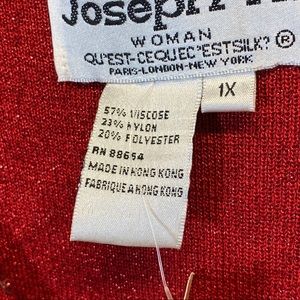 Joseph A.
WOMAN
QU'EST-CEQUEC'ESTSILK? ®
PARIS-LONDON-NEW YORK
1X
57% VISCOSE
23% NYLON
20% POLYESTER
RN 88654
MADE IN HONG KONG
FABRIQUE A HONG KONG